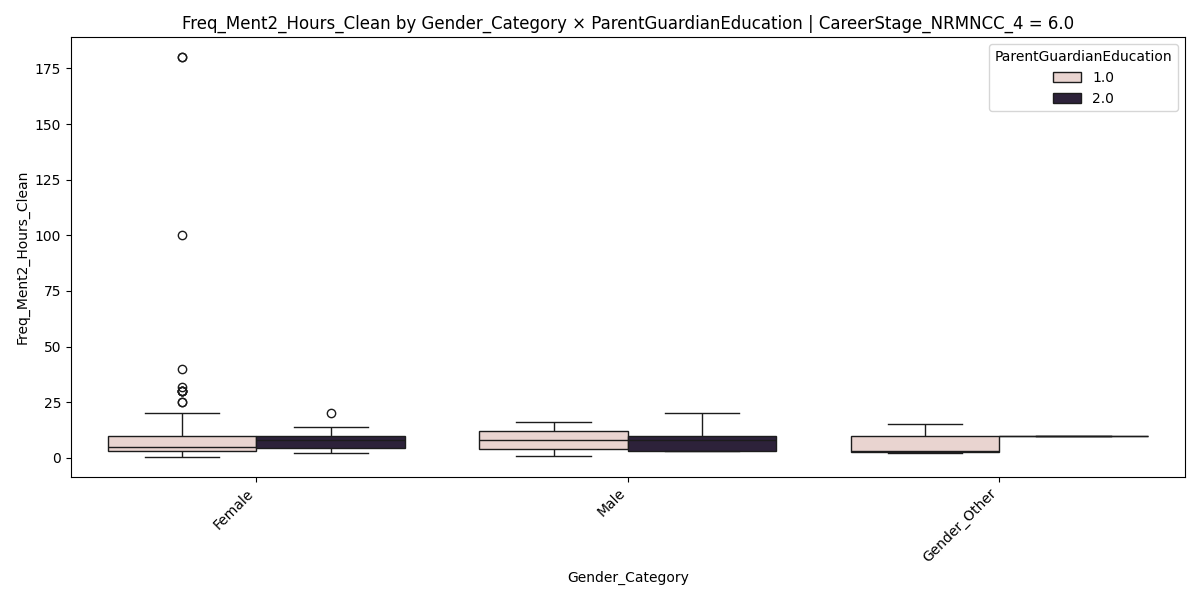 Freq_Ment2_Hours_Clean by Gender_Category × ParentGuardianEducation | CareerStage_NRMNCC_4 = 6.0
ParentGuardianEducation
1.0
2.0
Freq_Ment2_Hours_Clean
175
150
125
100
75
50
25
0
Female
Male
Gender_Other
Gender_Category